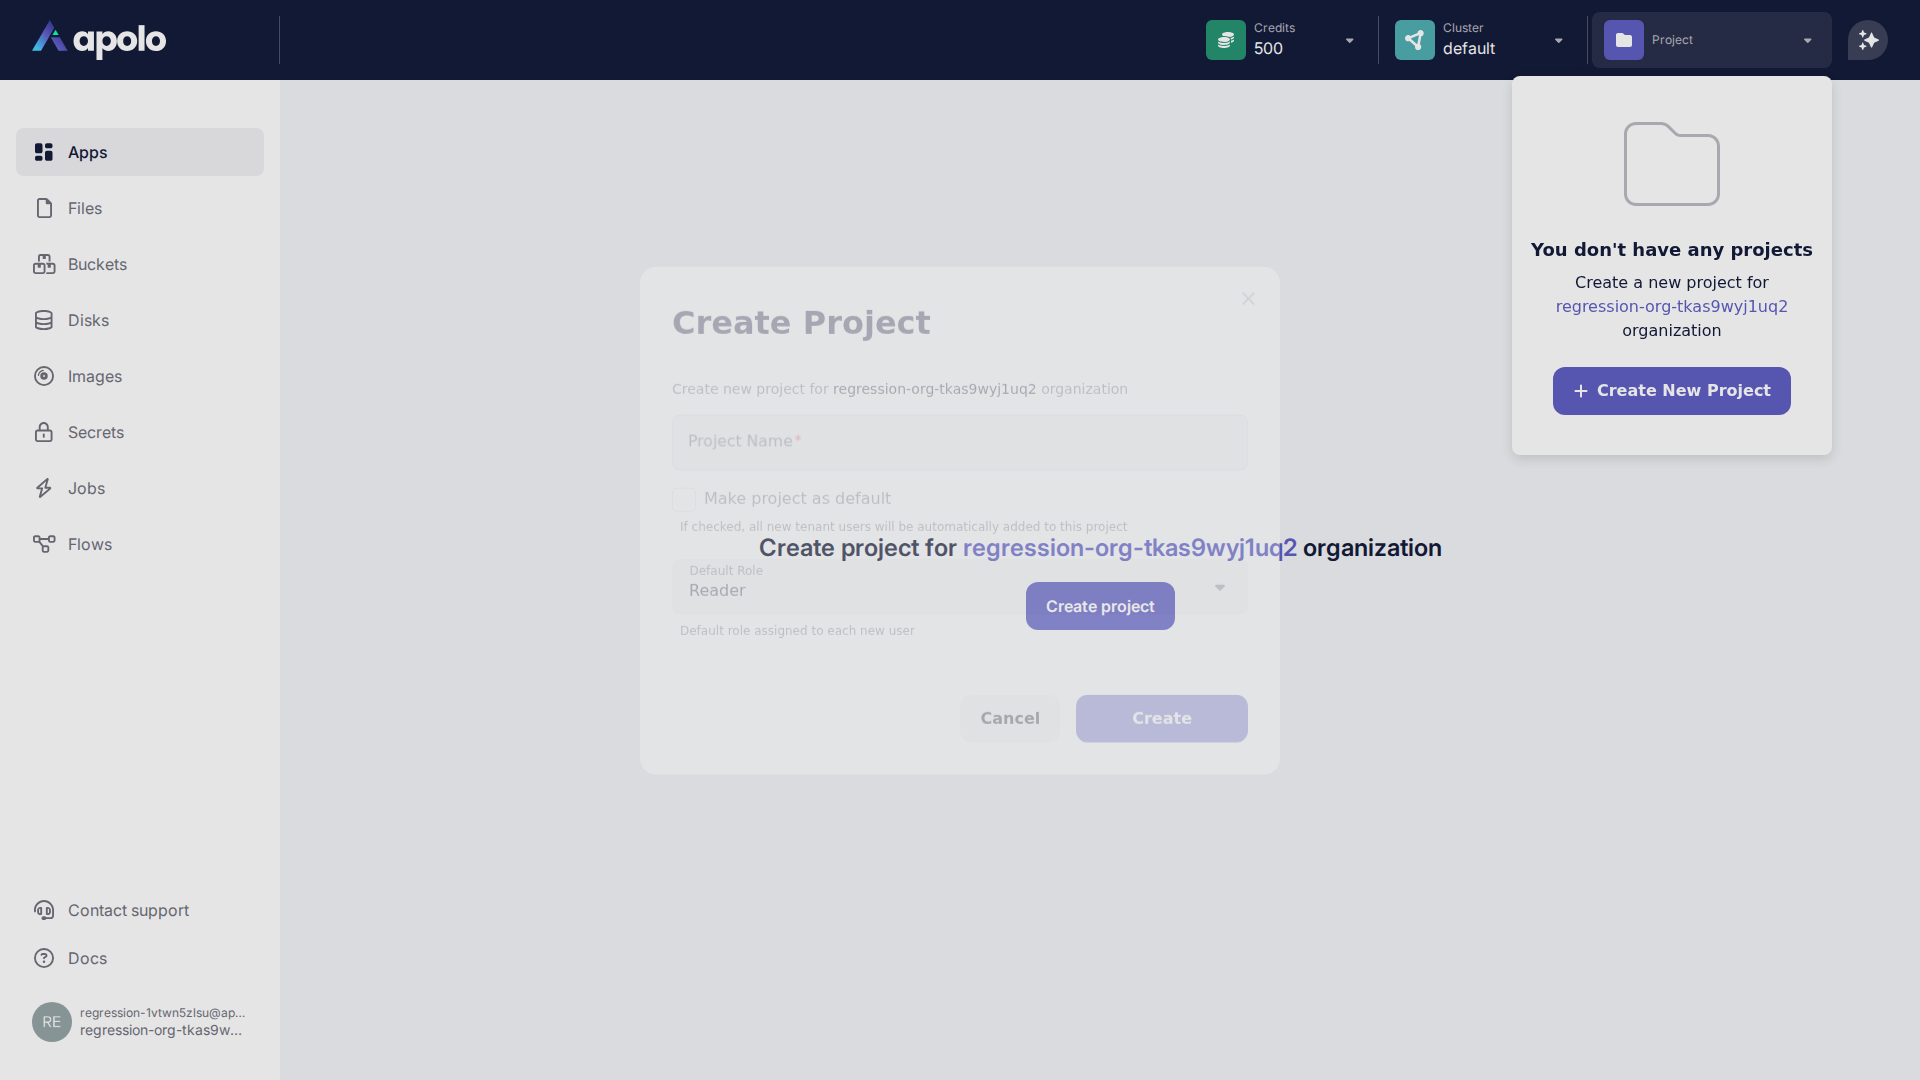 apolo
Credits
500
Cluster
default
Project
Apps
Files
Buckets
Disks
Images
Secrets
Jobs
Flows
Contact support
Docs
RE
regression-1vtwn5zlsu@ap...
regression-org-tkas9w...
You don't have any projects
Create a new project for
regression-org-tkas9wyj1uq2
organization
+ Create New Project
Create Project
Create new project for regression-org-tkas9wyj1uq2 organization
Project Name*
Make project as default
If checked, all new tenant users will be automatically added to this project
Create project for regression-org-tkas9wyj1uq2 organization
Default Role
Reader
Create project
Default role assigned to each new user
Cancel
Create